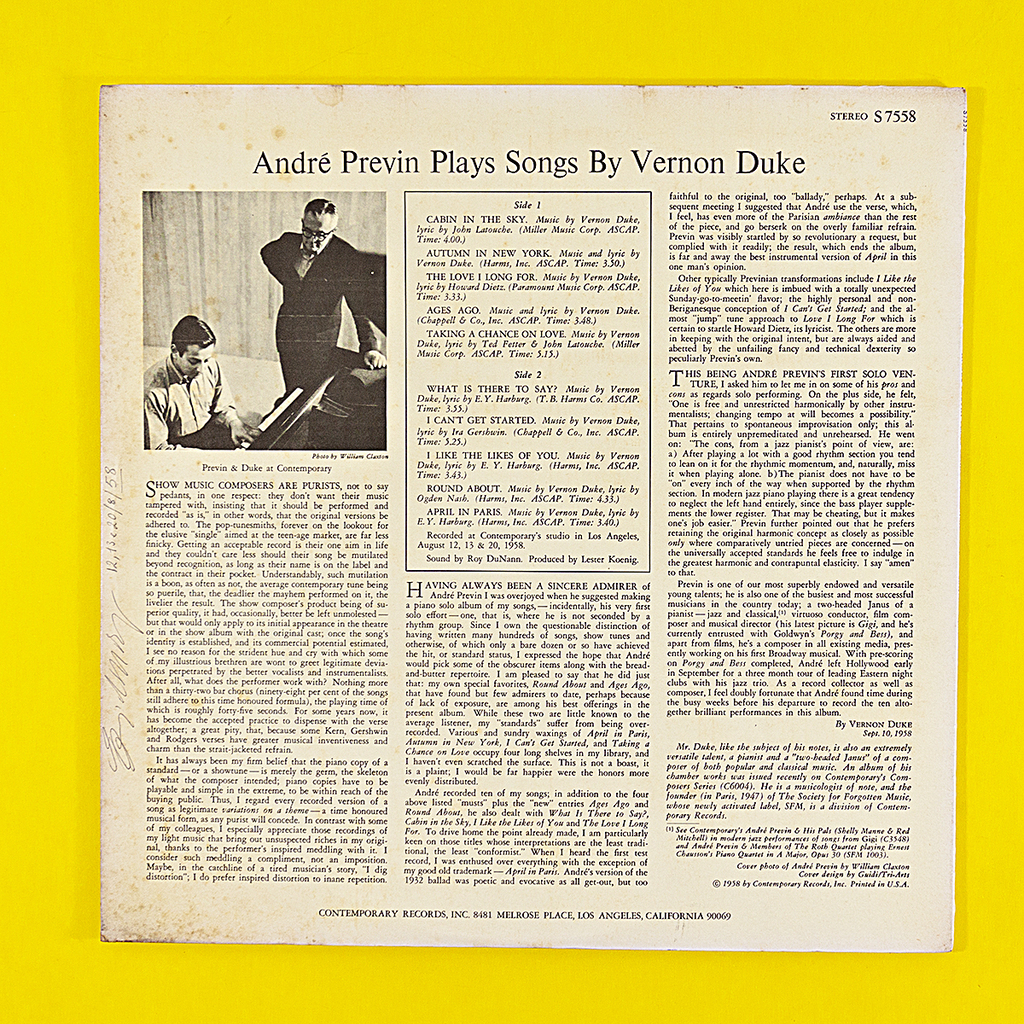 STEREO S 7558
S 7558
André Previn Plays Songs By Vernon Duke
Photo by William Claxton
Previn & Duke at Contemporary
SHOW MUSIC COMPOSERS ARE PURISTS, not to say
pedants, in one respect: they don't want their music
tampered with, insisting that it should be performed and
recorded "as is," in other words, that the original versions be
adhered to. The pop-tunesmiths, forever on the lookout for
the elusive "single" aimed at the teen-age market, are far less
finicky. Getting an acceptable record is their one aim in life
and they couldn't care less should their song be mutilated
beyond recognition, as long as their name is on the label and
the contract in their pocket. Understandably, such mutilation
is a boon, as often as not, the average contemporary tune being
so puerile, that, the deadlier the mayhem performed on it, the
livelier the result. The show composer's product being of su-
perior quality, it had, occasionally, better be left unmolested—
but that would only apply to its initial appearance in the theatre
or in the show album with the original cast; once the song's
identity is established, and its commercial potential estimated,
I see no reason for the strident hue and cry with which some
of my illustrious brethren are wont to greet legitimate devia-
tions perpetrated by the better vocalists and instrumentalists.
After all, what does the performer work with? Nothing more
than a thirty-two bar chorus (ninety-eight per cent of the songs
still adhere to this time honoured formula), the playing time of
which is roughly forty-five seconds. For some years now, it
has become the accepted practice to dispense with the verse
altogether; a great pity, that, because some Kern, Gershwin
and Rodgers verses have greater musical inventiveness and
charm than the strait-jacketed refrain.
It has always been my firm belief that the piano copy of a
standard—or a showtune—is merely the germ, the skeleton
of what the composer intended; piano copies have to be
playable and simple in the extreme, to be within reach of the
buying public. Thus, I regard every recorded version of a
song as legitimate variations on a theme—a time honoured
musical form, as any purist will concede. In contrast with some
of my colleagues, I especially appreciate those recordings of
my light music that bring out unsuspected riches in my origi-
nal, thanks to the performer's inspired meddling with it. I
consider such meddling a compliment, not an imposition.
Maybe, in the catchline of a tired musician's story, "I dig
distortion"; I do prefer inspired distortion to inane repetition.
Side 1
CABIN IN THE SKY. Music by Vernon Duke,
lyric by John Latouche. (Miller Music Corp. ASCAP.
Time: 4.00.)
AUTUMN IN NEW YORK. Music and lyric by
Vernon Duke. (Harms, Inc. ASCAP. Time: 3.50.)
THE LOVE I LONG FOR. Music by Vernon Duke,
lyric by Howard Dietz. (Paramount Music Corp. ASCAP.
Time: 3.33.)
AGES AGO. Music and lyric by Vernon Duke.
(Chappell & Co., Inc. ASCAP. Time: 3.48.)
TAKING A CHANCE ON LOVE. Music by Vernon
Duke, lyric by Ted Fetter & John Latouche. (Miller
Music Corp. ASCAP. Time: 5.15.)
Side 2
WHAT IS THERE TO SAY? Music by Vernon
Duke, lyric by E. Y. Harburg. (T. B. Harms Co. ASCAP.
Time: 3.55.)
I CAN'T GET STARTED. Music by Vernon Duke,
lyric by Ira Gershwin. (Chappell & Co., Inc. ASCAP.
Time: 5.25.)
I LIKE THE LIKES OF YOU. Music by Vernon
Duke, lyric by E. Y. Harburg. (Harms, Inc. ASCAP.
Time: 3.43.)
ROUND ABOUT. Music by Vernon Duke, lyric by
Ogden Nash. (Harms, Inc. ASCAP. Time: 4.33.)
APRIL IN PARIS. Music by Vernon Duke, lyric by
E. Y. Harburg. (Harms, Inc. ASCAP. Time: 3.40.)
Recorded at Contemporary's studio in Los Angeles,
August 12, 13 & 20, 1958.
Sound by Roy DuNann. Produced by Lester Koenig.
HAVING ALWAYS BEEN A SINCERE ADMIRER of
André Previn I was overjoyed when he suggested making
a piano solo album of my songs,—incidentally, his very first
solo effort—one, that is, where he is not seconded by a
rhythm group. Since I own the questionable distinction of
having written many hundreds of songs, show tunes and
otherwise, of which only a bare dozen or so have achieved
the hit, or standard status, I expressed the hope that André
would pick some of the obscurer items along with the bread-
and-butter repertoire. I am pleased to say that he did just
that: my own special favorites, Round About and Ages Ago,
that have found but few admirers to date, perhaps because
of lack of exposure, are among his best offerings in the
present album. While these two are little known to the
average listener, my "standards" suffer from being over-
recorded. Various and sundry waxings of April in Paris,
Autumn in New York, I Can't Get Started, and Taking a
Chance on Love occupy four long shelves in my library, and
I haven't even scratched the surface. This is not a boast, it
is a plaint; I would be far happier were the honors more
evenly distributed.
André recorded ten of my songs; in addition to the four
above listed "musts" plus the "new" entries Ages Ago and
Round About, he also dealt with What Is There to Say?,
Cabin in the Sky, I Like the Likes of You and The Love I Long
For. To drive home the point already made, I am particularly
keen on those titles whose interpretations are the least tradi-
tional, the least "conformist." When I heard the first test
record, I was enthused over everything with the exception of
my good old trademark—April in Paris. André's version of the
1932 ballad was poetic and evocative as all get-out, but too
faithful to the original, too "ballady," perhaps. At a sub-
sequent meeting I suggested that André use the verse, which,
I feel, has even more of the Parisian ambiance than the rest
of the piece, and go berserk on the overly familiar refrain.
Previn was visibly startled by so revolutionary a request, but
complied with it readily; the result, which ends the album,
is far and away the best instrumental version of April in this
one man's opinion.
Other typically Previnian transformations include I Like the
Likes of You which here is imbued with a totally unexpected
Sunday-go-to-meetin' flavor; the highly personal and non-
Beriganesque conception of I Can't Get Started; and the al-
most "jump" tune approach to Love I Long For which is
certain to startle Howard Dietz, its lyricist. The others are more
in keeping with the original intent, but are always aided and
abetted by the unfailing fancy and technical dexterity so
peculiarly Previn's own.
THIS BEING ANDRÉ PREVIN'S FIRST SOLO VEN-
TURE, I asked him to let me in on some of his pros and
cons as regards solo performing. On the plus side, he felt,
"One is free and unrestricted harmonically by other instru-
mentalists; changing tempo at will becomes a possibility."
That pertains to spontaneous improvisation only; this al-
bum is entirely unpremeditated and unrehearsed. He went
on: "The cons, from a jazz pianist's point of view, are:
a) After playing a lot with a good rhythm section you tend
to lean on it for the rhythmic momentum, and, naturally, miss
it when playing alone. b) The pianist does not have to be
"on" every inch of the way when supported by the rhythm
section. In modern jazz piano playing there is a great tendency
to neglect the left hand entirely, since the bass player supple-
ments the lower register. That may be cheating, but it makes
one's job easier." Previn further pointed out that he prefers
retaining the original harmonic concept as closely as possible
only where comparatively untried pieces are concerned—on
the universally accepted standards he feels free to indulge in
the greatest harmonic and contrapuntal elasticity. I say "amen"
to that.
Previn is one of our most superbly endowed and versatile
young talents; he is also one of the busiest and most successful
musicians in the country today; a two-headed Janus of a
pianist—jazz and classical,(1) virtuoso conductor, film com-
poser and musical director (his latest picture is Gigi, and he's
currently entrusted with Goldwyn's Porgy and Bess), and
apart from films, he's a composer in all existing media, pres-
ently working on his first Broadway musical. With pre-scoring
on Porgy and Bess completed, André left Hollywood early
in September for a three month tour of leading Eastern night
clubs with his jazz trio. As a record collector as well as
composer, I feel doubly fortunate that André found time during
the busy weeks before his departure to record the ten alto-
gether brilliant performances in this album.
By VERNON DUKE
Sept. 10, 1958
Mr. Duke, like the subject of his notes, is also an extremely
versatile talent, a pianist and a "two-headed Janus" of a com-
poser of both popular and classical music. An album of his
chamber works was issued recently on Contemporary's Com-
posers Series (C6004). He is a musicologist of note, and the
founder (in Paris, 1947) of The Society for Forgotten Music,
whose newly activated label, SFM, is a division of Contem-
porary Records.
(1) See Contemporary's André Previn & His Pals (Shelly Manne & Red
Mitchell) in modern jazz performances of songs from Gigi (C3548)
and André Previn & Members of The Roth Quartet playing Ernest
Chausson's Piano Quartet in A Major, Opus 30 (SFM 1003).
Cover photo of André Previn by William Claxton
Cover design by Guidi/Tri-Arts
© 1958 by Contemporary Records, Inc. Printed in U.S.A.
CONTEMPORARY RECORDS, INC. 8481 MELROSE PLACE, LOS ANGELES, CALIFORNIA 90069